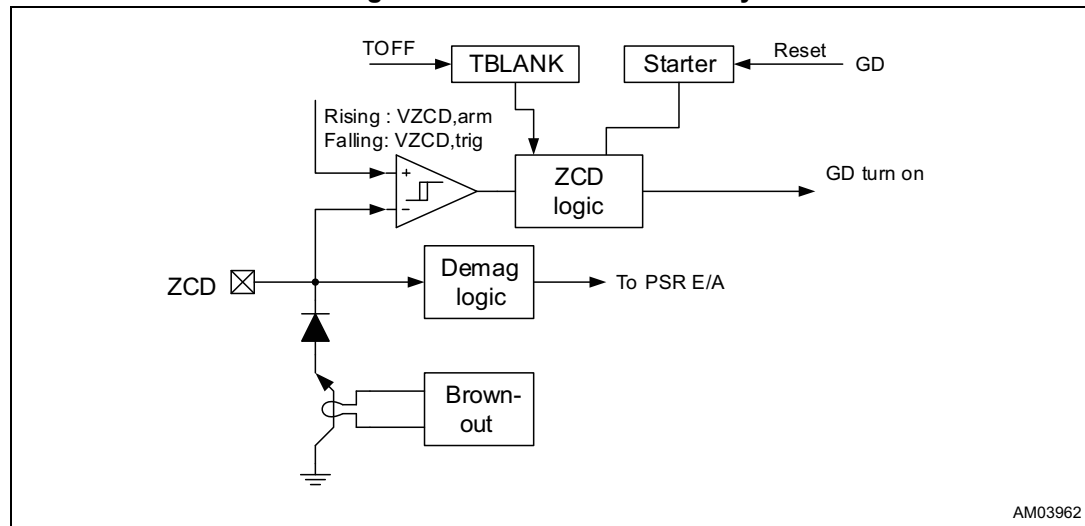 TOFF
TBLANK
Starter
Reset
GD
Rising : VZCD,arm
Falling: VZCD,trig
+
-
ZCD
logic
GD turn on
ZCD
Demag
logic
To PSR E/A
Brown-
out
AM03962